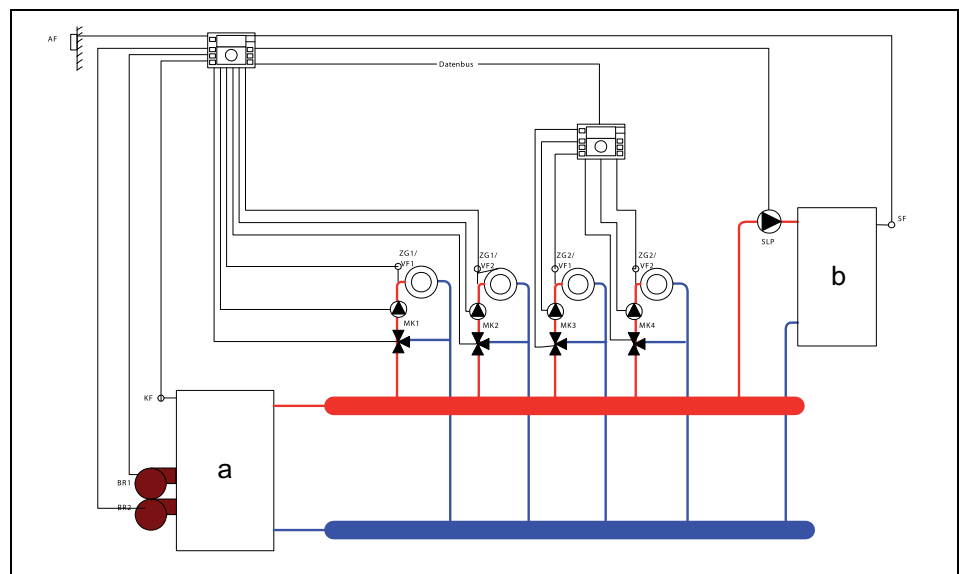 AF
Datenbus
SF
SLP
b
ZG1/
VF1
ZG1/
VF2
ZG2/
VF1
ZG2/
VF2
MK1
MK2
MK3
MK4
KF
a
BR1
BR2